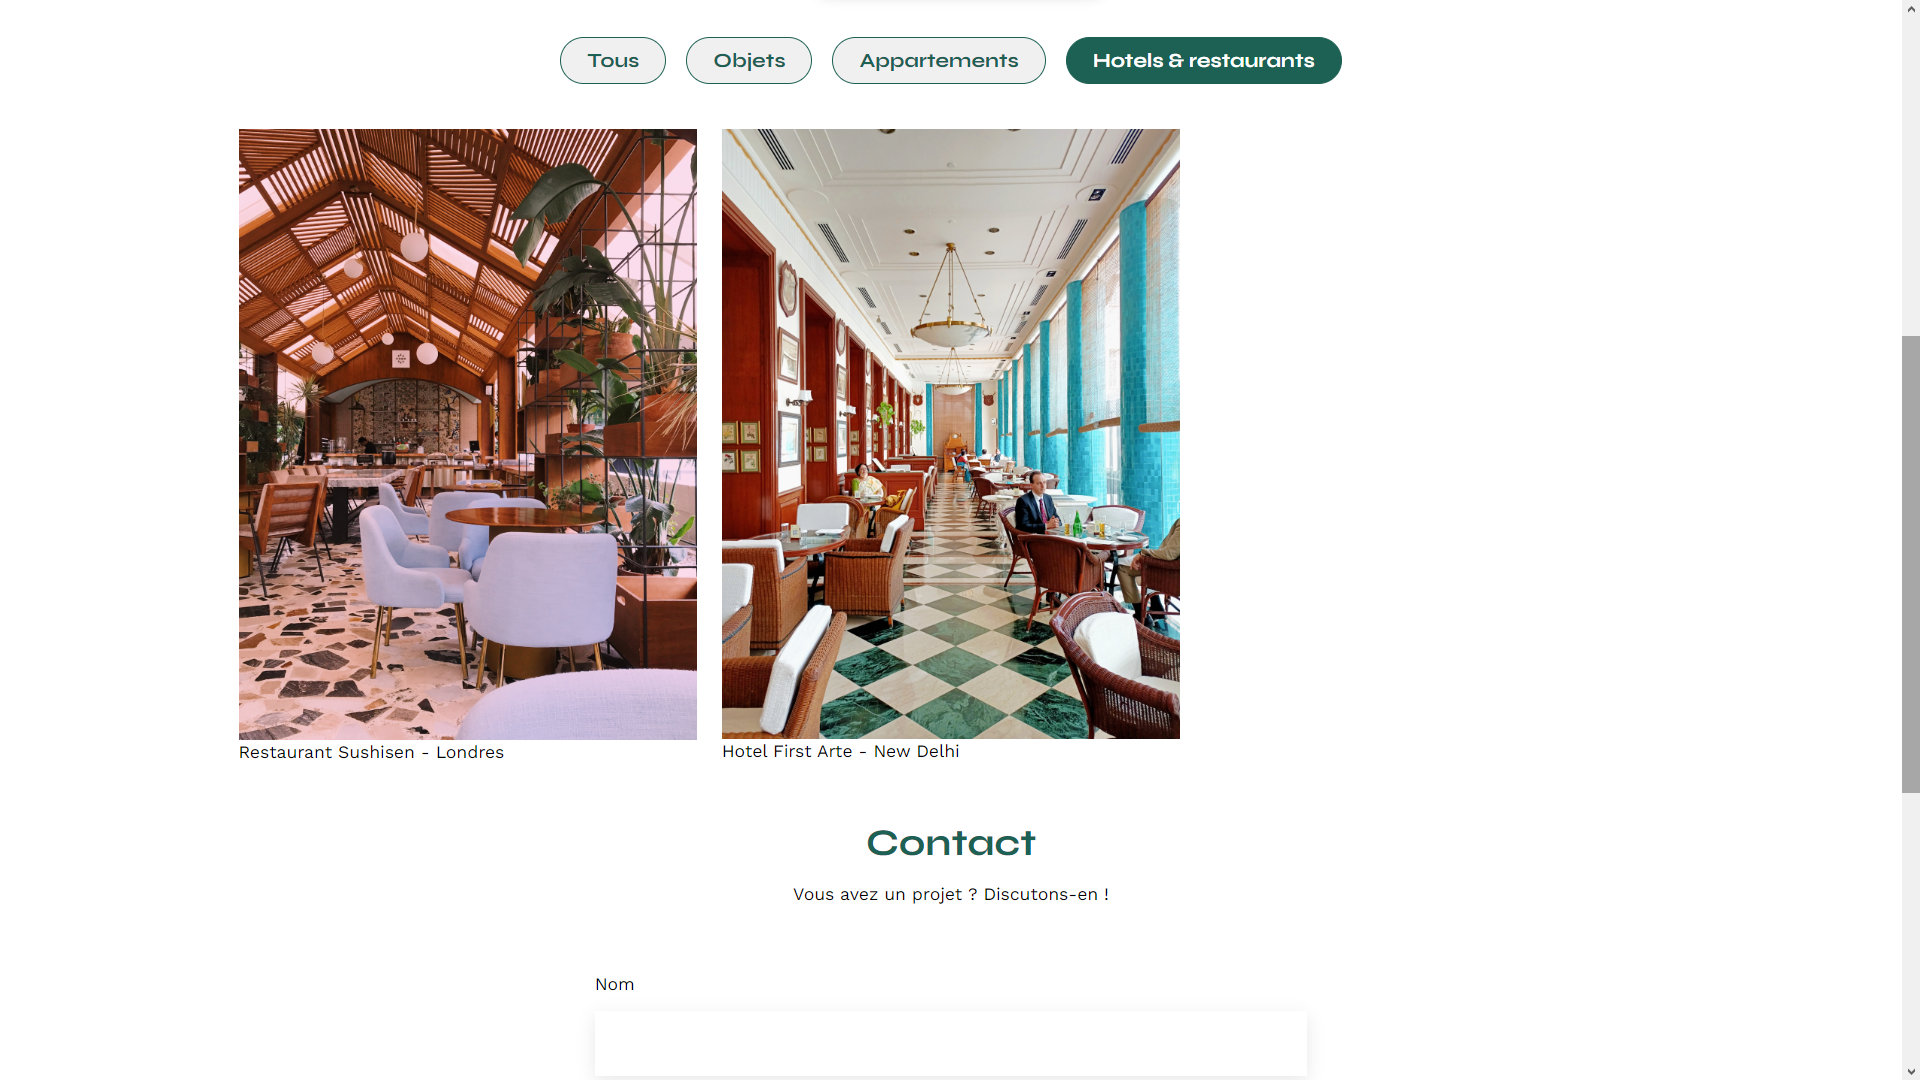 Tous
Objets
Appartements
Hotels & restaurants
Restaurant Sushisen - Londres
Hotel First Arte - New Delhi
Contact
Vous avez un projet ? Discutons-en !
Nom